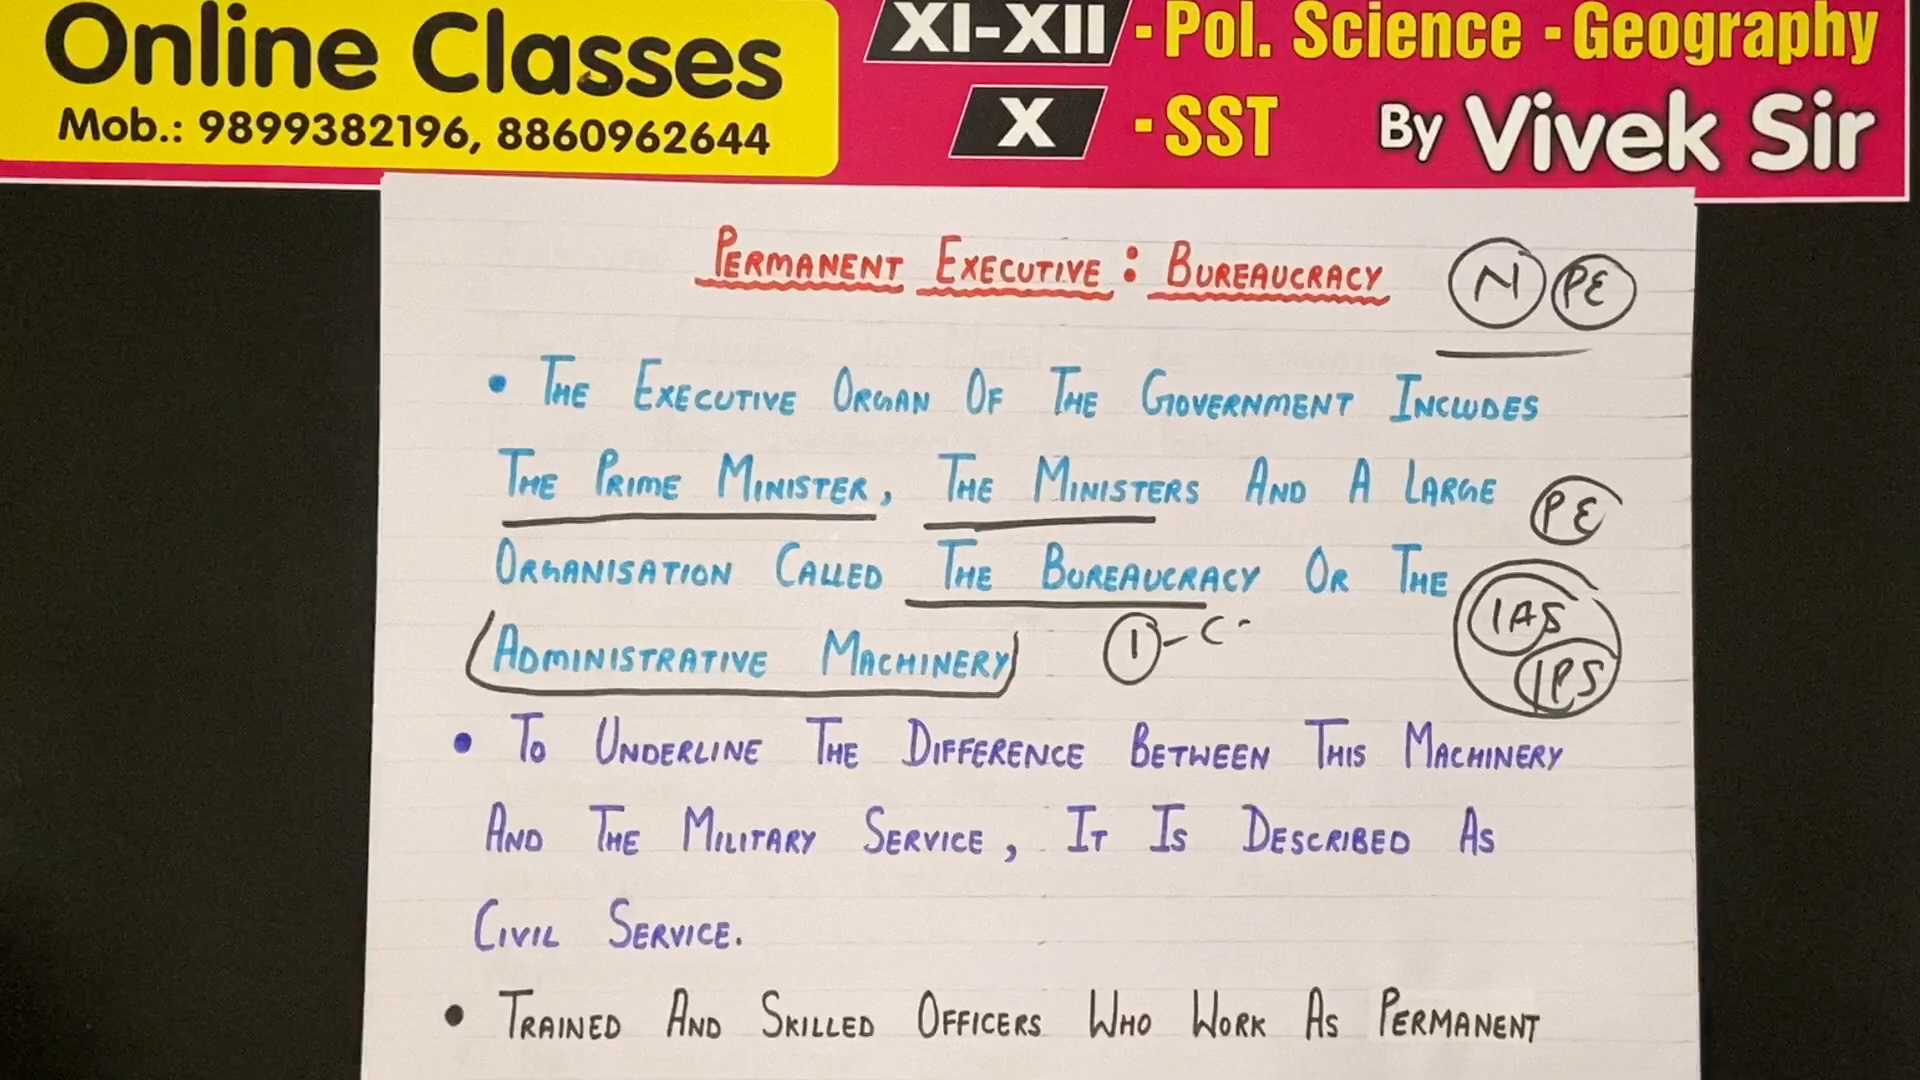 Online Classes
Mob.: 9899382196, 8860962644
XI-XII - Pol. Science - Geography
X - SST By Vivek Sir
PERMANENT EXECUTIVE : BUREAUCRACY
N PE
• THE EXECUTIVE ORGAN OF THE GOVERNMENT INCLUDES
THE PRIME MINISTER, THE MINISTERS AND A LARGE
PE
ORGANISATION CALLED THE BUREAUCRACY OR THE
IAS
ADMINISTRATIVE MACHINERY
1 - C -
IPS
• TO UNDERLINE THE DIFFERENCE BETWEEN THIS MACHINERY
AND THE MILITARY SERVICE, IT IS DESCRIBED AS
CIVIL SERVICE.
• TRAINED AND SKILLED OFFICERS WHO WORK AS PERMANENT